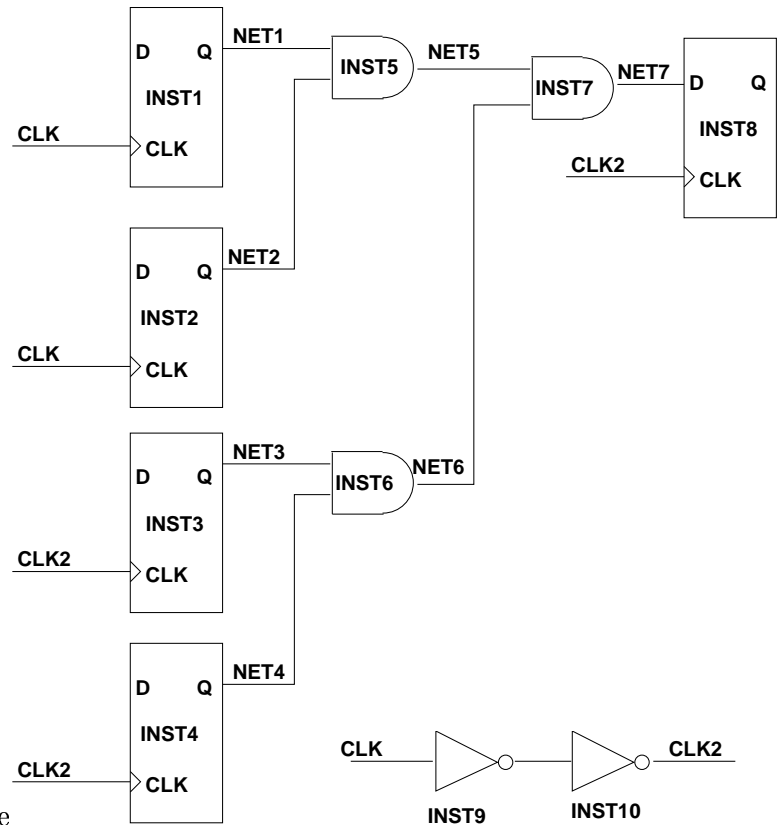 NET1
D Q
INST1
CLK
CLK
INST5
NET5
INST7
NET7
D Q
INST8
CLK2
CLK
NET2
D Q
INST2
CLK
CLK
NET3
D Q
INST3
CLK2
CLK
INST6
NET6
NET4
D Q
INST4
CLK2
CLK
CLK
INST9
INST10
CLK2
e